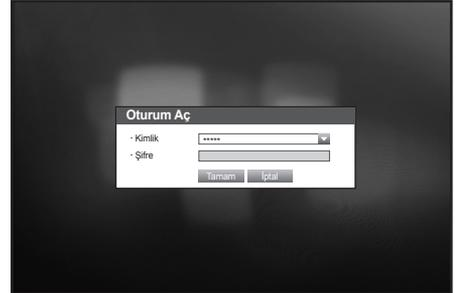 Oturum Aç
· Kimlik
*****
· Şifre
Tamam
İptal